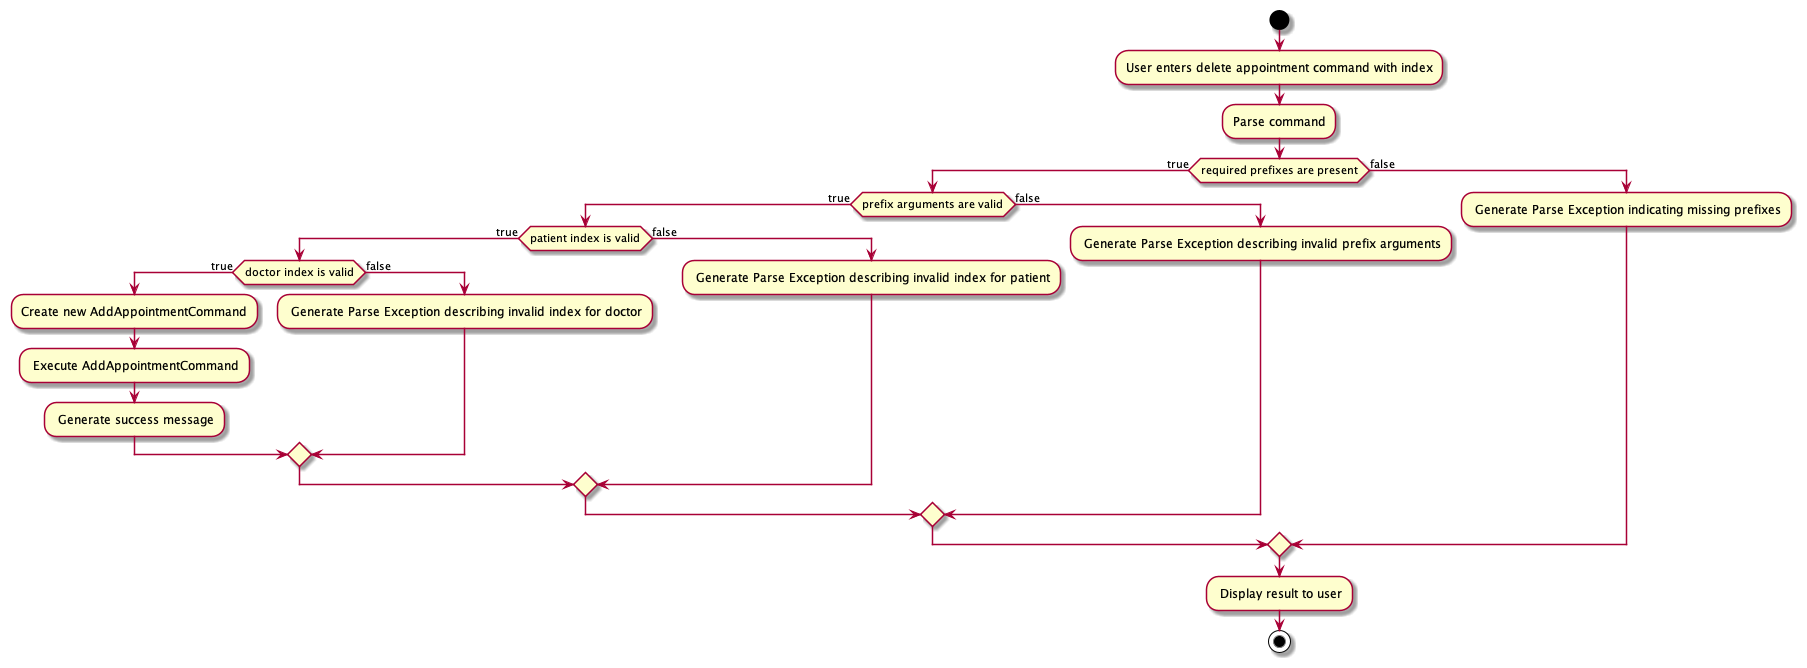 User enters delete appointment command with index
Parse command
true
required prefixes are present
false
true
prefix arguments are valid
false
Generate Parse Exception indicating missing prefixes
true
patient index is valid
false
Generate Parse Exception describing invalid prefix arguments
true
doctor index is valid
false
Generate Parse Exception describing invalid index for patient
Create new AddAppointmentCommand
Generate Parse Exception describing invalid index for doctor
Execute AddAppointmentCommand
Generate success message
Display result to user